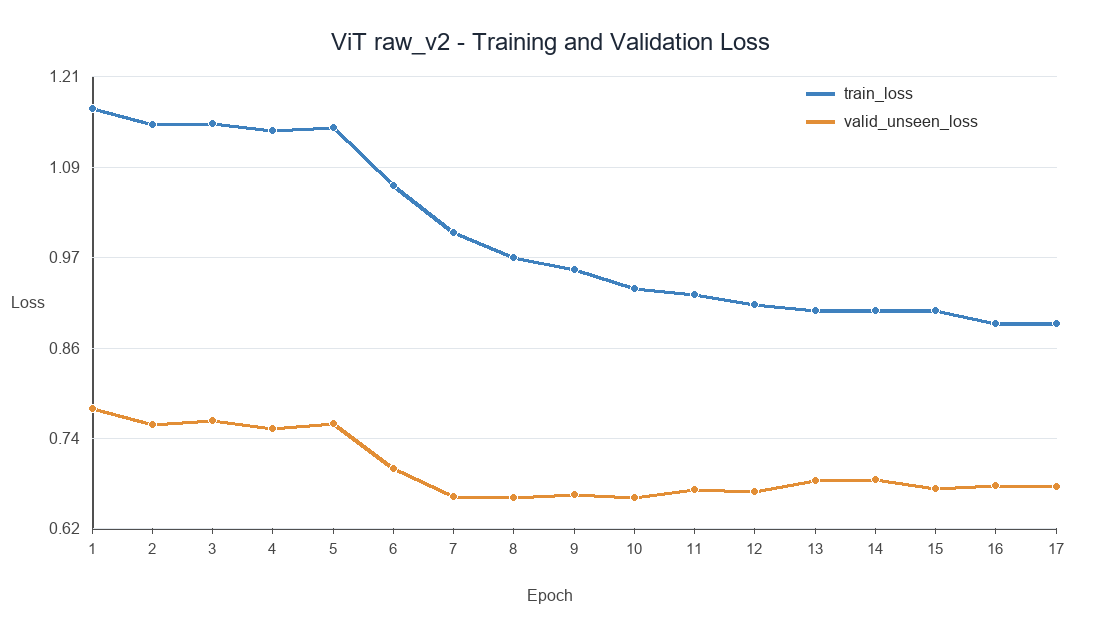 ViT raw_v2 - Training and Validation Loss
1.21
1.09
0.97
0.86
0.74
0.62
Loss
train_loss
valid_unseen_loss
1 2 3 4 5 6 7 8 9 10 11 12 13 14 15 16 17
Epoch